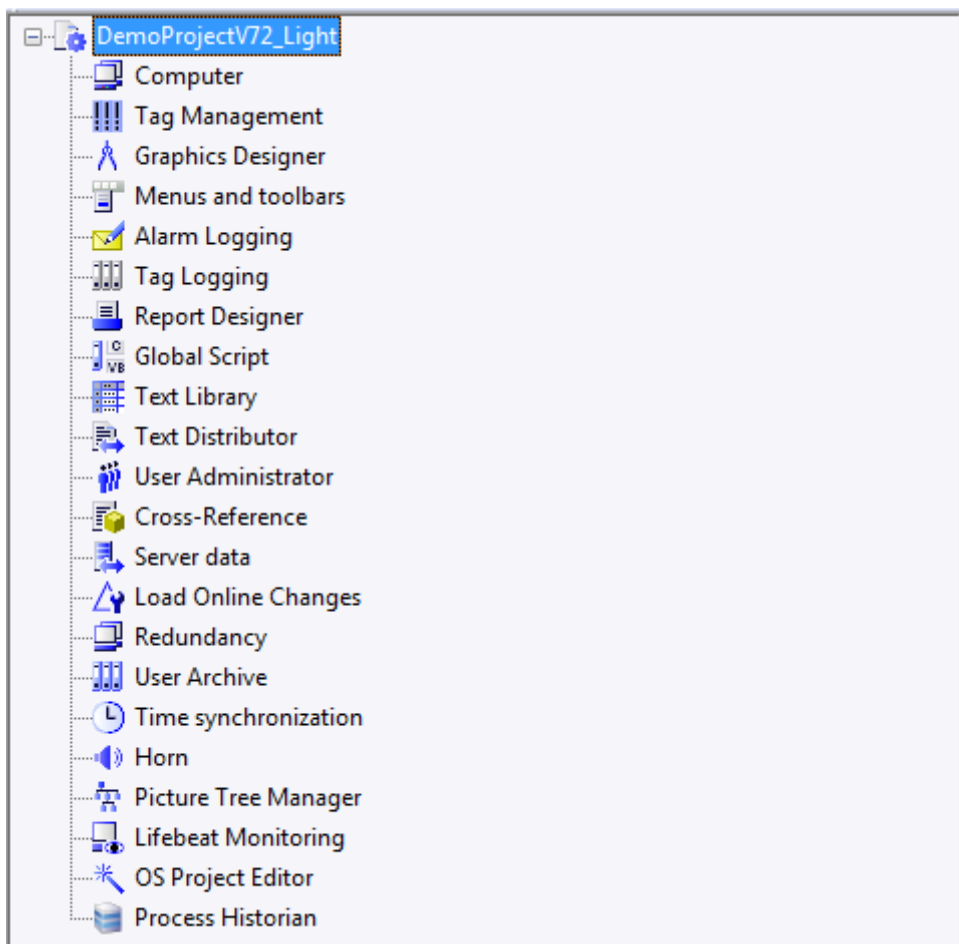 DemoProjectV72_Light
Computer
Tag Management
Graphics Designer
Menus and toolbars
Alarm Logging
Tag Logging
Report Designer
Global Script
Text Library
Text Distributor
User Administrator
Cross-Reference
Server data
Load Online Changes
Redundancy
User Archive
Time synchronization
Horn
Picture Tree Manager
Lifebeat Monitoring
OS Project Editor
Process Historian